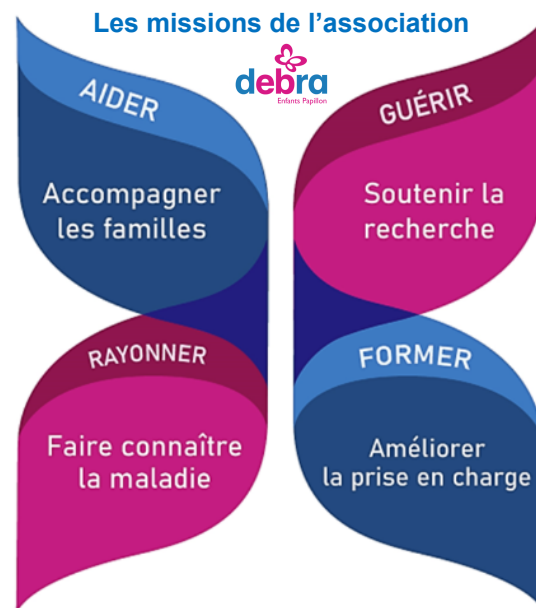 Les missions de l'association
debra
Enfants Papillon
AIDER
Accompagner
les familles
GUÉRIR
Soutenir la
recherche
RAYONNER
Faire connaître
la maladie
FORMER
Améliorer
la prise en charge